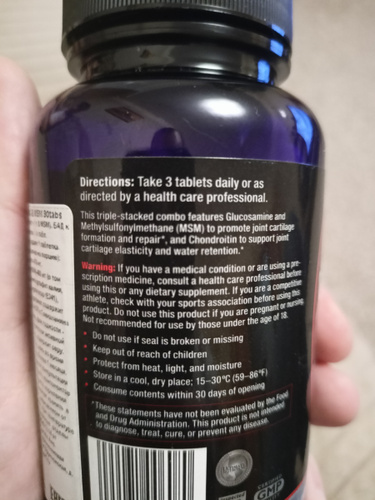 Directions: Take 3 tablets daily or as
directed by a health care professional.
This triple-stacked combo features Glucosamine and
Methylsulfonylmethane (MSM) to promote joint cartilage
formation and repair*, and Chondroitin to support joint
cartilage elasticity and water retention.*
Warning: If you have a medical condition or are using a pre-
scription medicine, consult a health care professional before
using this or any dietary supplement. If you are a competitive
athlete, check with your sports association before using this
product. Do not use this product if you are pregnant or nursing.
Not recommended for use by those under the age of 18.
• Do not use if seal is broken or missing
• Keep out of reach of children
• Protect from heat, light, and moisture
• Store in a cool, dry place; 15–30°C (59–86°F)
• Consume contents within 30 days of opening
*These statements have not been evaluated by the Food
and Drug Administration. This product is not intended
to diagnose, treat, cure, or prevent any disease.
GMP